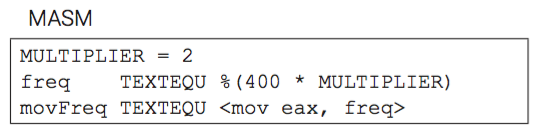 MASM
MULTIPLIER = 2
freq    TEXTEQU %(400 * MULTIPLIER)
movFreq TEXTEQU <mov eax, freq>